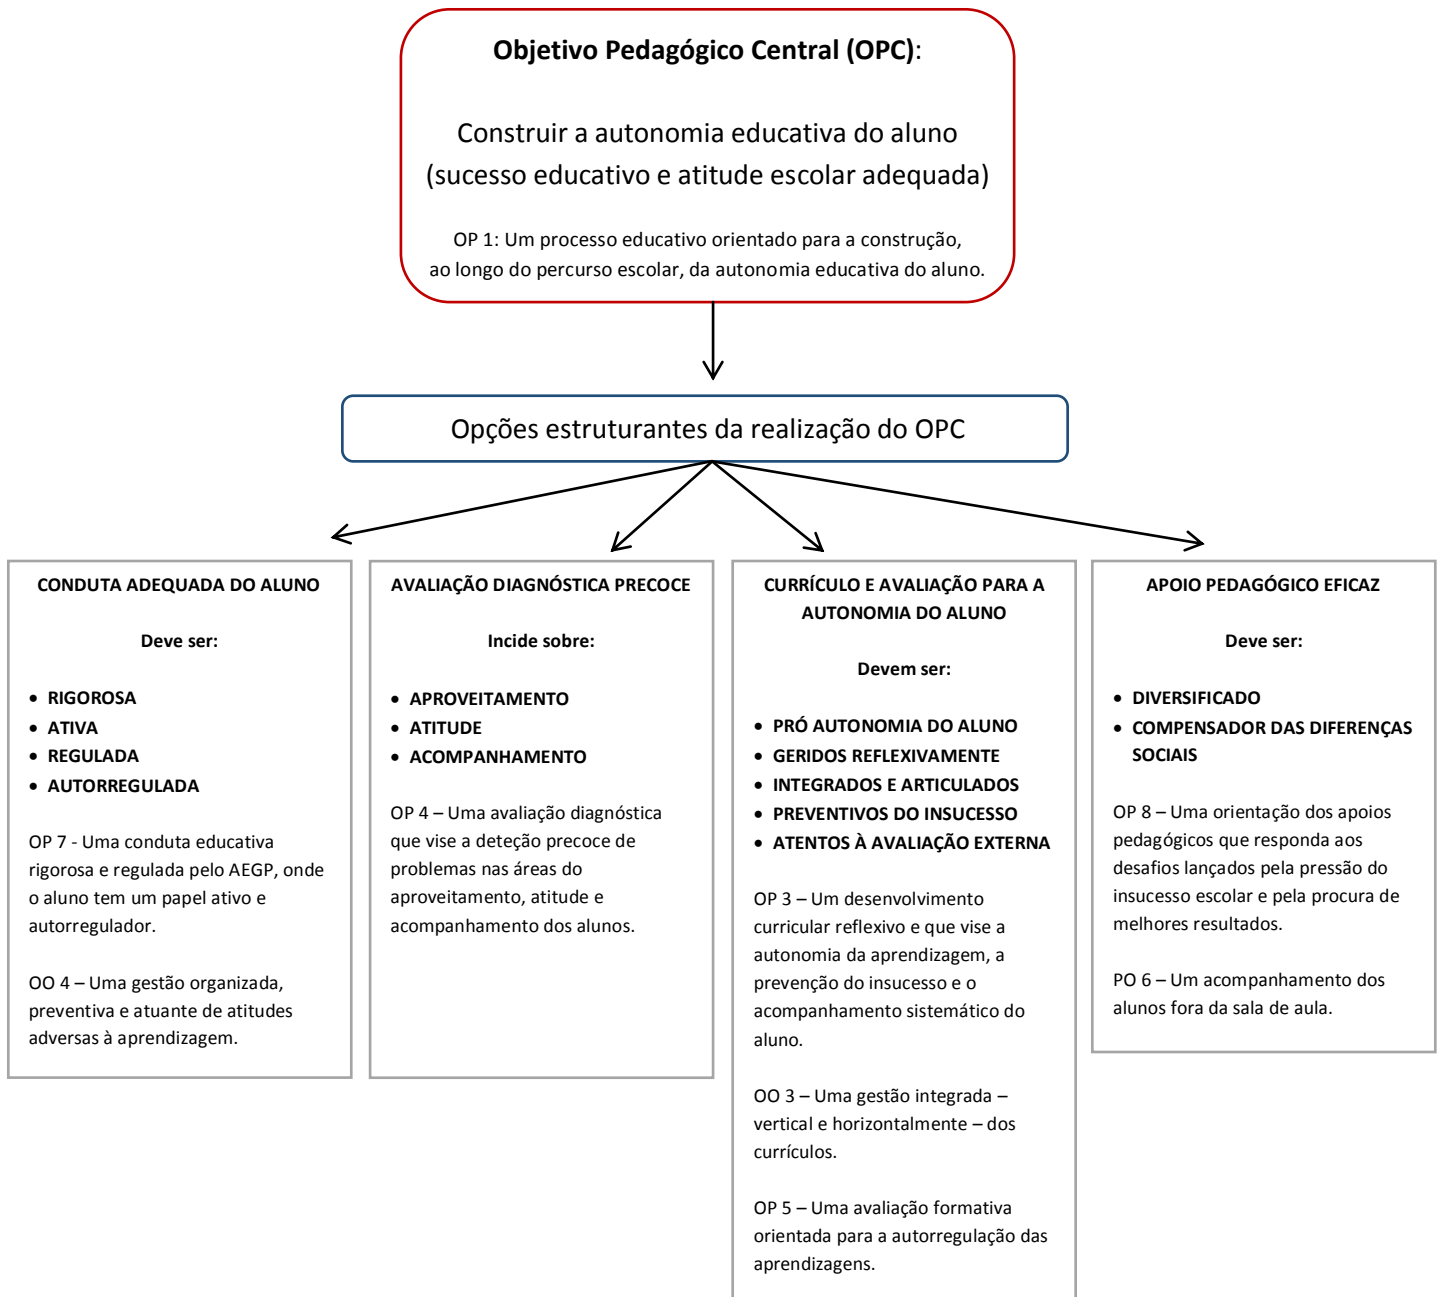 Objetivo Pedagógico Central (OPC):
Construir a autonomia educativa do aluno
(sucesso educativo e atitude escolar adequada)
OP 1: Um processo educativo orientado para a construção,
ao longo do percurso escolar, da autonomia educativa do aluno.
Opções estruturantes da realização do OPC
CONDUTA ADEQUADA DO ALUNO
Deve ser:
• RIGOROSA
• ATIVA
• REGULADA
• AUTORREGULADA
OP 7 - Uma conduta educativa
rigorosa e regulada pelo AEGP, onde
o aluno tem um papel ativo e
autorregulador.
OO 4 – Uma gestão organizada,
preventiva e atuante de atitudes
adversas à aprendizagem.
AVALIAÇÃO DIAGNÓSTICA PRECOCE
Incide sobre:
• APROVEITAMENTO
• ATITUDE
• ACOMPANHAMENTO
OP 4 – Uma avaliação diagnóstica
que vise a deteção precoce de
problemas nas áreas do
aproveitamento, atitude e
acompanhamento dos alunos.
CURRÍCULO E AVALIAÇÃO PARA A
AUTONOMIA DO ALUNO
Devem ser:
• PRÓ AUTONOMIA DO ALUNO
• GERIDOS REFLEXIVAMENTE
• INTEGRADOS E ARTICULADOS
• PREVENTIVOS DO INSUCESSO
• ATENTOS À AVALIAÇÃO EXTERNA
OP 3 – Um desenvolvimento
curricular reflexivo e que vise a
autonomia da aprendizagem, a
prevenção do insucesso e o
acompanhamento sistemático do
aluno.
OO 3 – Uma gestão integrada –
vertical e horizontalmente – dos
currículos.
OP 5 – Uma avaliação formativa
orientada para a autorregulação das
aprendizagens.
APOIO PEDAGÓGICO EFICAZ
Deve ser:
• DIVERSIFICADO
• COMPENSADOR DAS DIFERENÇAS
SOCIAIS
OP 8 – Uma orientação dos apoios
pedagógicos que responda aos
desafios lançados pela pressão do
insucesso escolar e pela procura de
melhores resultados.
PO 6 – Um acompanhamento dos
alunos fora da sala de aula.